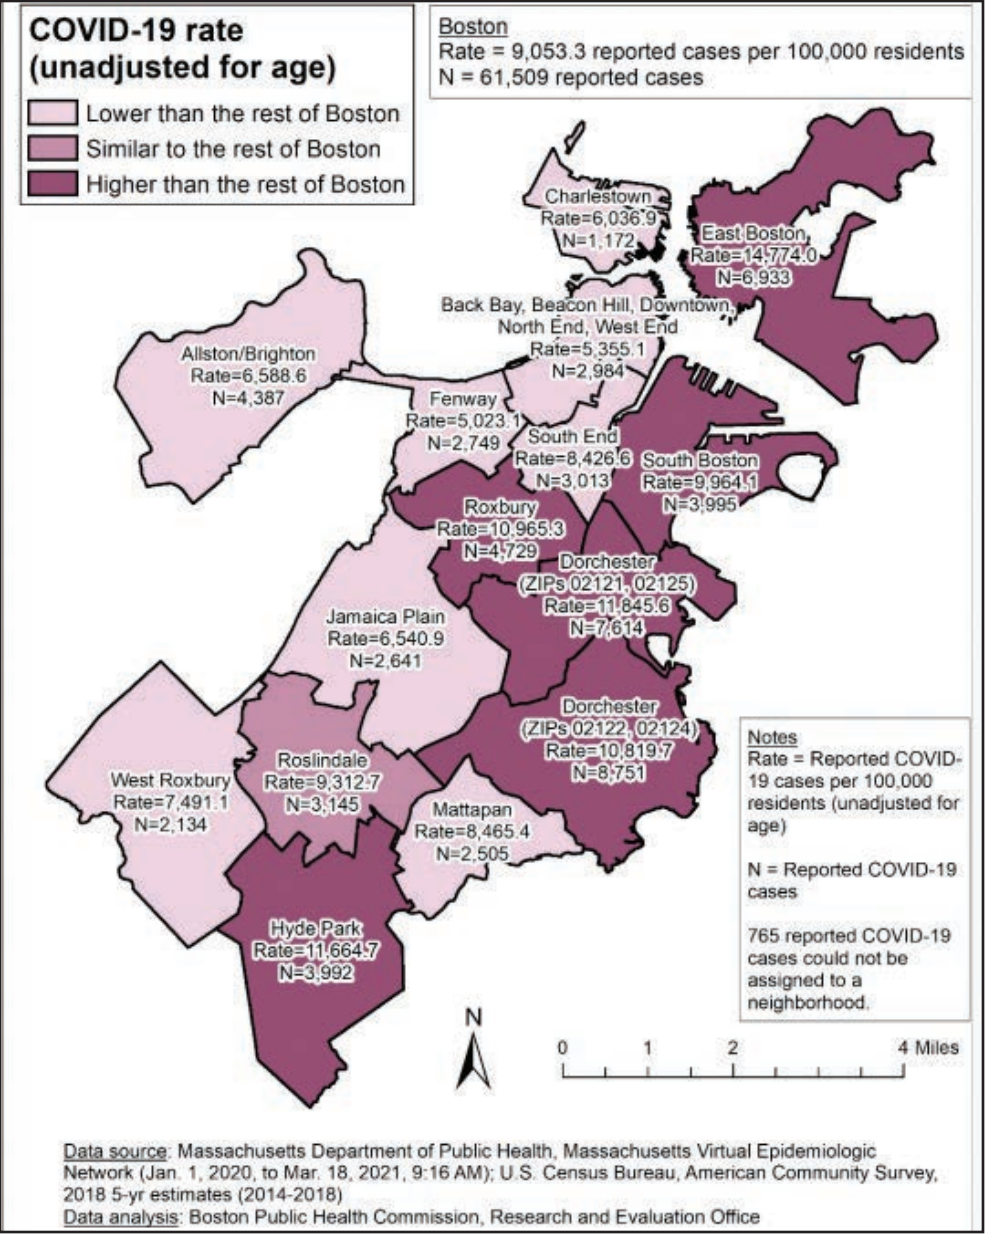 COVID-19 rate
(unadjusted for age)
Lower than the rest of Boston
Similar to the rest of Boston
Higher than the rest of Boston
Boston
Rate = 9,053.3 reported cases per 100,000 residents
N = 61,509 reported cases
Charlestown
Rate=6,036.9
N=1,172
East Boston
Rate=14,774.0
N=6,933
Back Bay, Beacon Hill, Downtown,
North End, West End
Rate=5,355.1
N=2,984
Allston/Brighton
Rate=6,588.6
N=4,387
Fenway
Rate=5,023.1
N=2,749
South End
Rate=8,426.6
N=3,013
South Boston
Rate=9,964.1
N=3,995
Roxbury
Rate=10,965.3
N=4,729
Dorchester
(ZIPs 02121, 02125)
Rate=11,845.6
N=7,614
Jamaica Plain
Rate=6,540.9
N=2,641
Dorchester
(ZIPs 02122, 02124)
Rate=10,819.7
N=8,751
West Roxbury
Rate=7,491.1
N=2,134
Roslindale
Rate=9,312.7
N=3,145
Mattapan
Rate=8,465.4
N=2,505
Hyde Park
Rate=11,664.7
N=3,992
Notes
Rate = Reported COVID-
19 cases per 100,000
residents (unadjusted for
age)
N = Reported COVID-19
cases
765 reported COVID-19
cases could not be
assigned to a
neighborhood.
N
0 1 2 4 Miles
Data source: Massachusetts Department of Public Health, Massachusetts Virtual Epidemiologic
Network (Jan. 1, 2020, to Mar. 18, 2021, 9:16 AM); U.S. Census Bureau, American Community Survey,
2018 5-yr estimates (2014-2018)
Data analysis: Boston Public Health Commission, Research and Evaluation Office